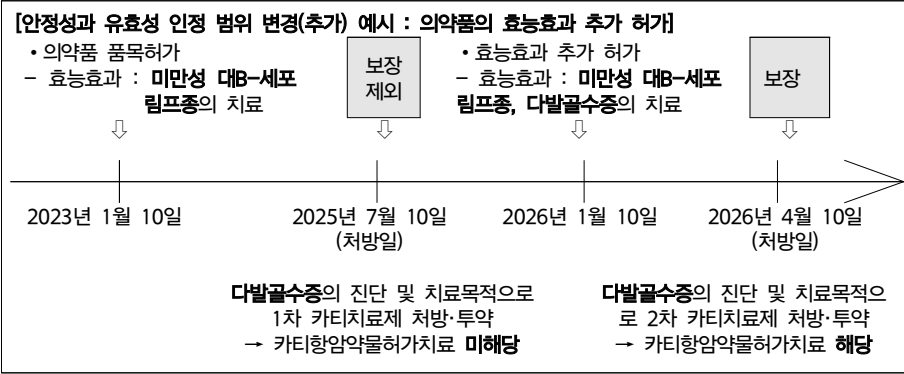 [안정성과 유효성 인정 범위 변경(추가) 예시 : 의약품의 효능효과 추가 허가]
• 의약품 품목허가
– 효능효과 : 미만성 대B-세포
림프종의 치료
보장
제외
• 효능효과 추가 허가
– 효능효과 : 미만성 대B-세포
림프종, 다발골수증의 치료
보장
2023년 1월 10일
2025년 7월 10일
(처방일)
2026년 1월 10일
2026년 4월 10일
(처방일)
다발골수증의 진단 및 치료목적으로
1차 카티치료제 처방·투약
→ 카티항암약물허가치료 미해당
다발골수증의 진단 및 치료목적으
로 2차 카티치료제 처방·투약
→ 카티항암약물허가치료 해당